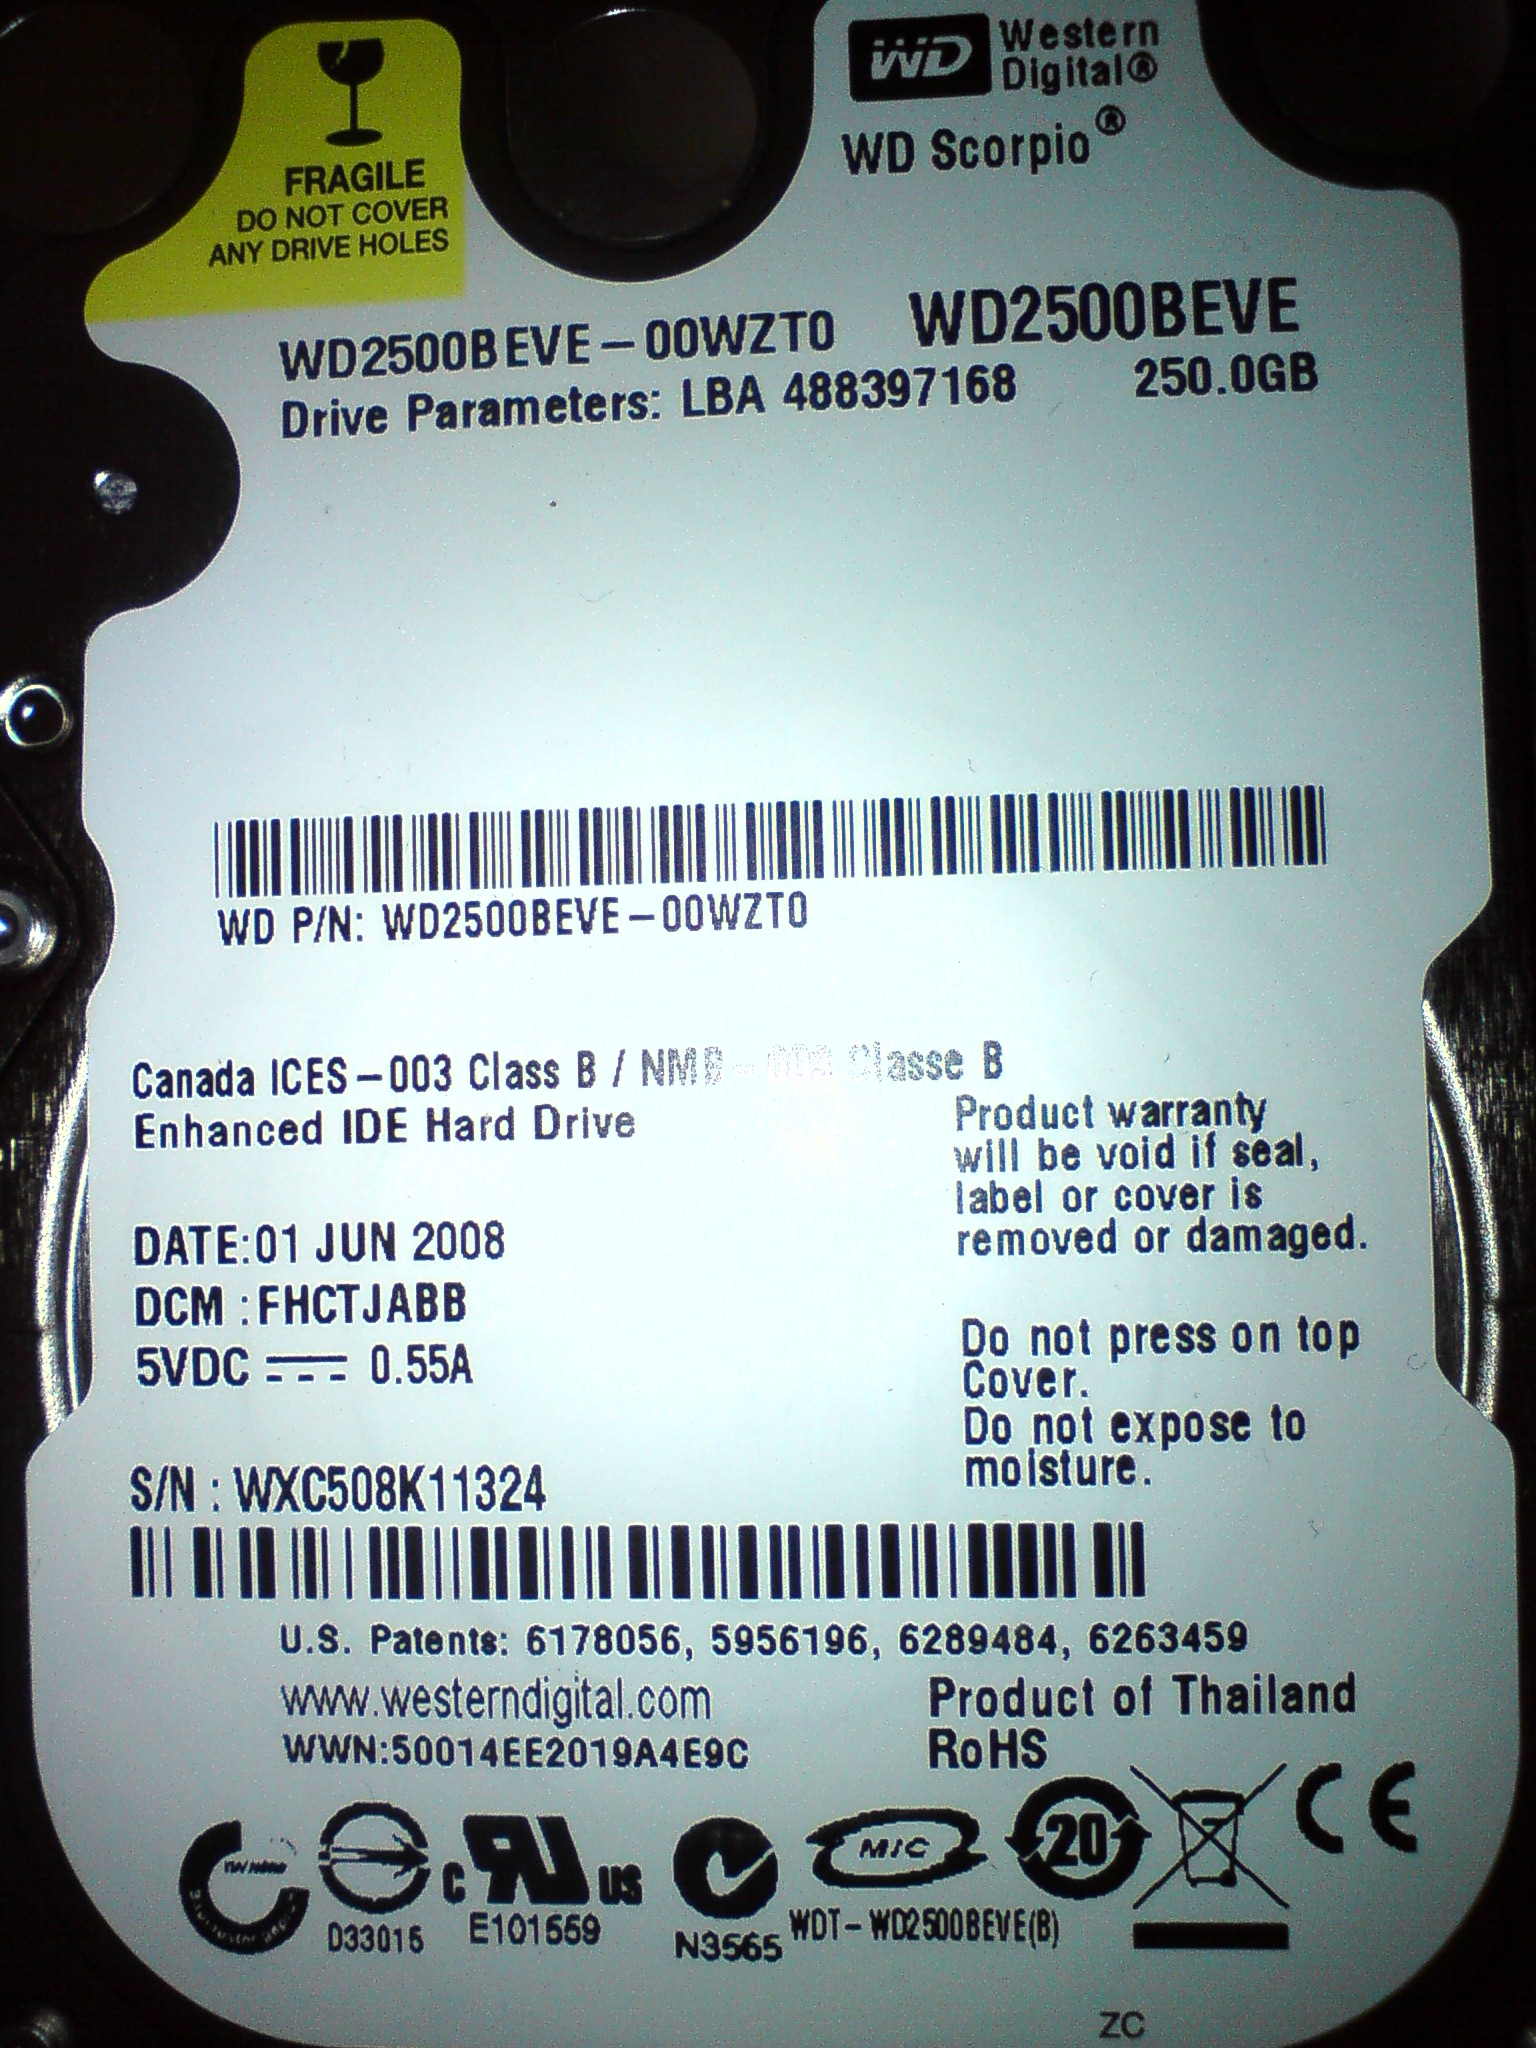 WD Western
Digital®
WD Scorpio®
FRAGILE
DO NOT COVER
ANY DRIVE HOLES
WD2500BEVE-00WZT0 WD2500BEVE
Drive Parameters: LBA 488397168 250.0GB
WD P/N: WD2500BEVE-00WZT0
Canada ICES-003 Class B / NMB-003 Classe B
Enhanced IDE Hard Drive
Product warranty
will be void if seal,
label or cover is
removed or damaged.
DATE:01 JUN 2008
DCM :FHCTJABB
5VDC 0.55A
Do not press on top
Cover.
Do not expose to
moisture.
S/N : WXC508K11324
U.S. Patents: 6178056, 5956196, 6289484, 6263459
www.westerndigital.com Product of Thailand
WWN:50014EE2019A4E9C RoHS
C US MIC 20 CE
D33015 E101559 N3565 WDT-WD2500BEVE(B)
ZC